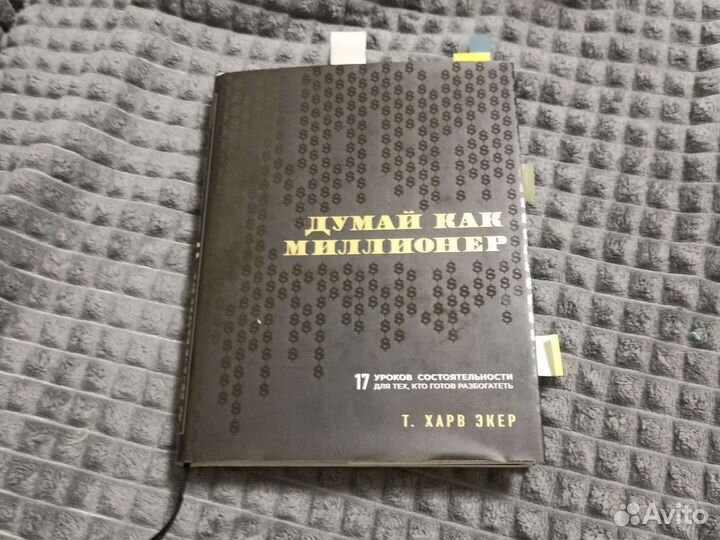 ДУМАЙ КАК
МИЛЛИОНЕР
17 УРОКОВ СОСТОЯТЕЛЬНОСТИ
ДЛЯ ТЕХ, КТО ГОТОВ РАЗБОГАТЕТЬ
Т. ХАРВ ЭКЕР
Avito